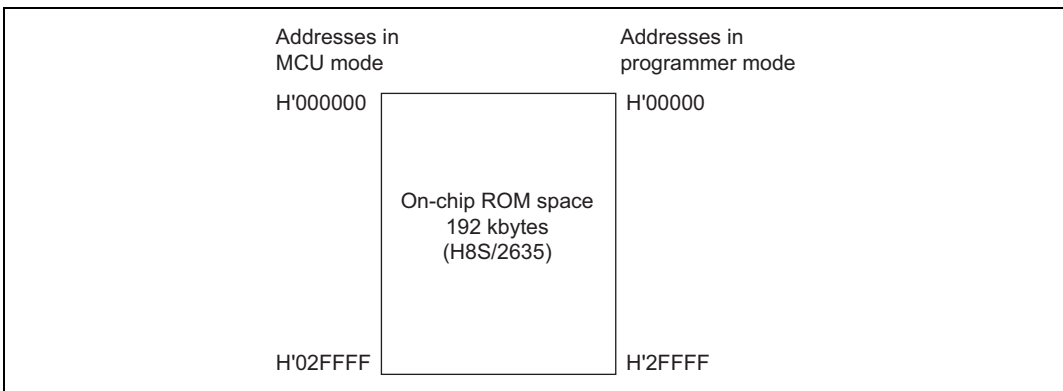 Addresses in
MCU mode
Addresses in
programmer mode
H'000000
H'00000
On-chip ROM space
192 kbytes
(H8S/2635)
H'02FFFF
H'2FFFF